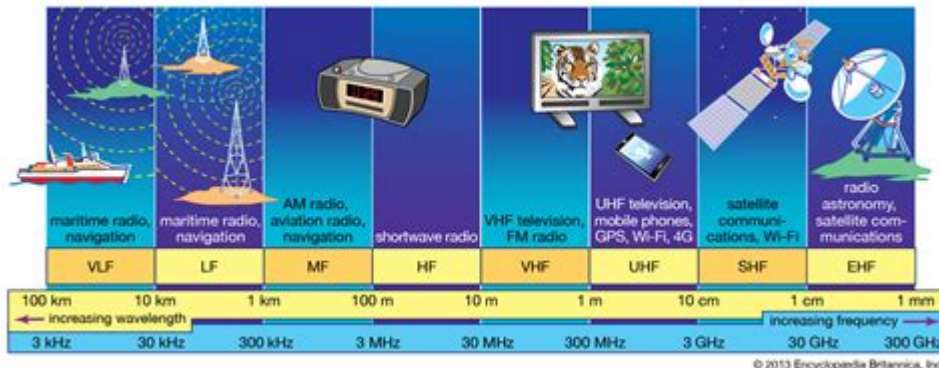 maritime radio,
navigation
maritime radio,
navigation
AM radio,
aviation radio,
navigation
shortwave radio
VHF television,
FM radio
UHF television,
mobile phones,
GPS, Wi-Fi, 4G
satellite
communi-
cations, Wi-Fi
radio
astronomy,
satellite com-
munications
VLF LF MF HF VHF UHF SHF EHF
100 km 10 km 1 km 100 m 10 m 1 m 10 cm 1 cm 1 mm
increasing wavelength increasing frequency
3 kHz 30 kHz 300 kHz 3 MHz 30 MHz 300 MHz 3 GHz 30 GHz 300 GHz
© 2013 Encyclopædia Britannica, Inc